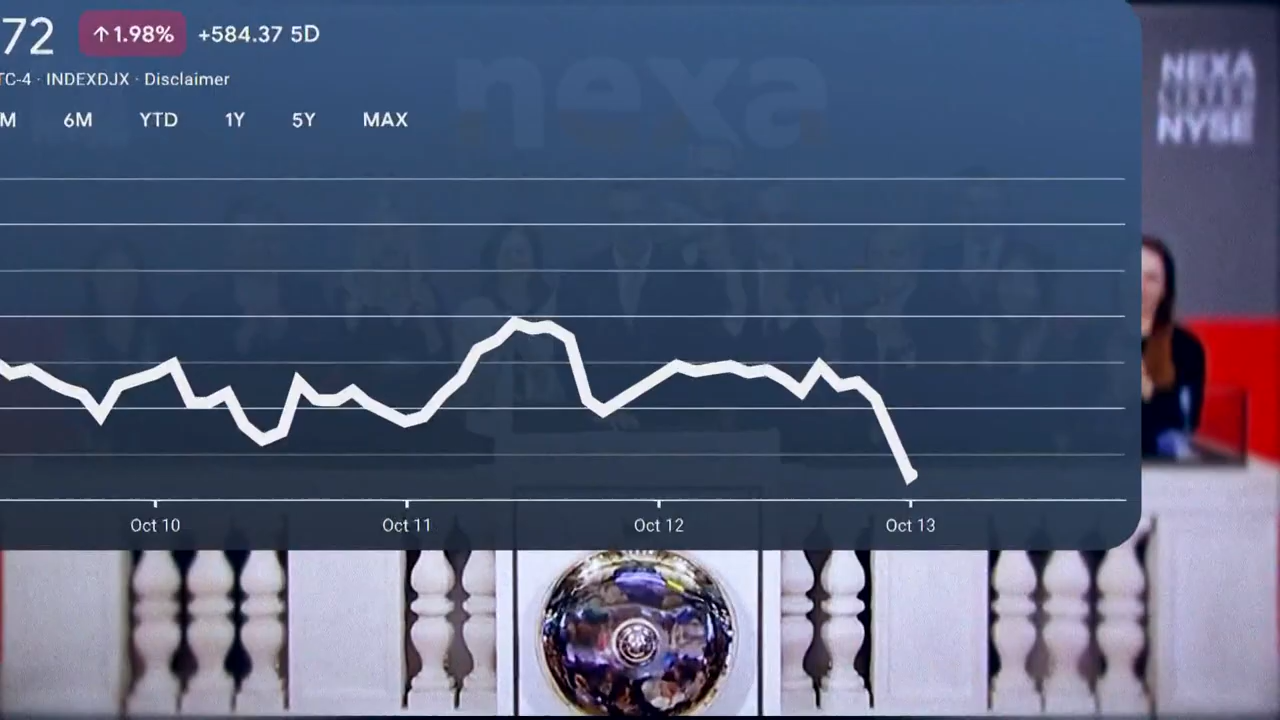 72 ↑1.98% +584.37 5D
TC-4 · INDEXDJX · Disclaimer
M 6M YTD 1Y 5Y MAX
nexa
NEXA
NYSE
Oct 10 Oct 11 Oct 12 Oct 13